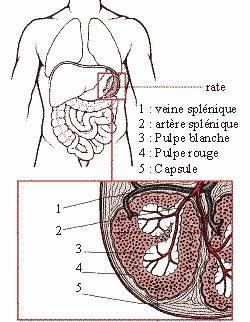 rate
1 : veine splénique
2 : artère splénique
3 : Pulpe blanche
4 : Pulpe rouge
5 : Capsule
1
2
3
4
5